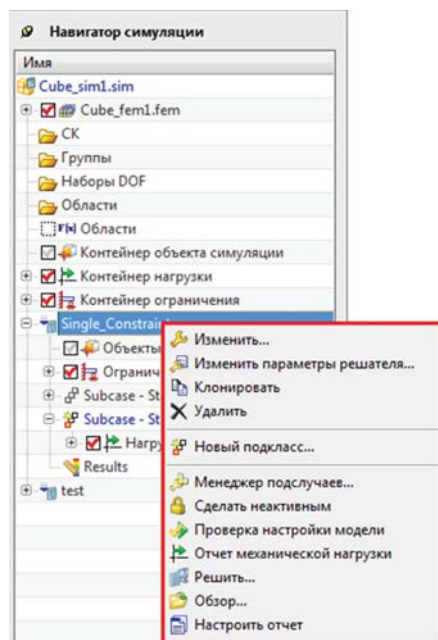 Навигатор симуляции
Имя
Cube_sim1.sim
Cube_fem1.fem
СК
Группы
Наборы DOF
Области
F(x) Области
Контейнер объекта симуляции
Контейнер нагрузки
Контейнер ограничения
Single_Constrain
Объекты
Огранич
Subcase - St
Subcase - St
Нагру
Results
test
Изменить...
Изменить параметры решателя...
Клонировать
Удалить
Новый подкласс...
Менеджер подслучаев...
Сделать неактивным
Проверка настройки модели
Отчет механической нагрузки
Решить...
Обзор...
Настроить отчет